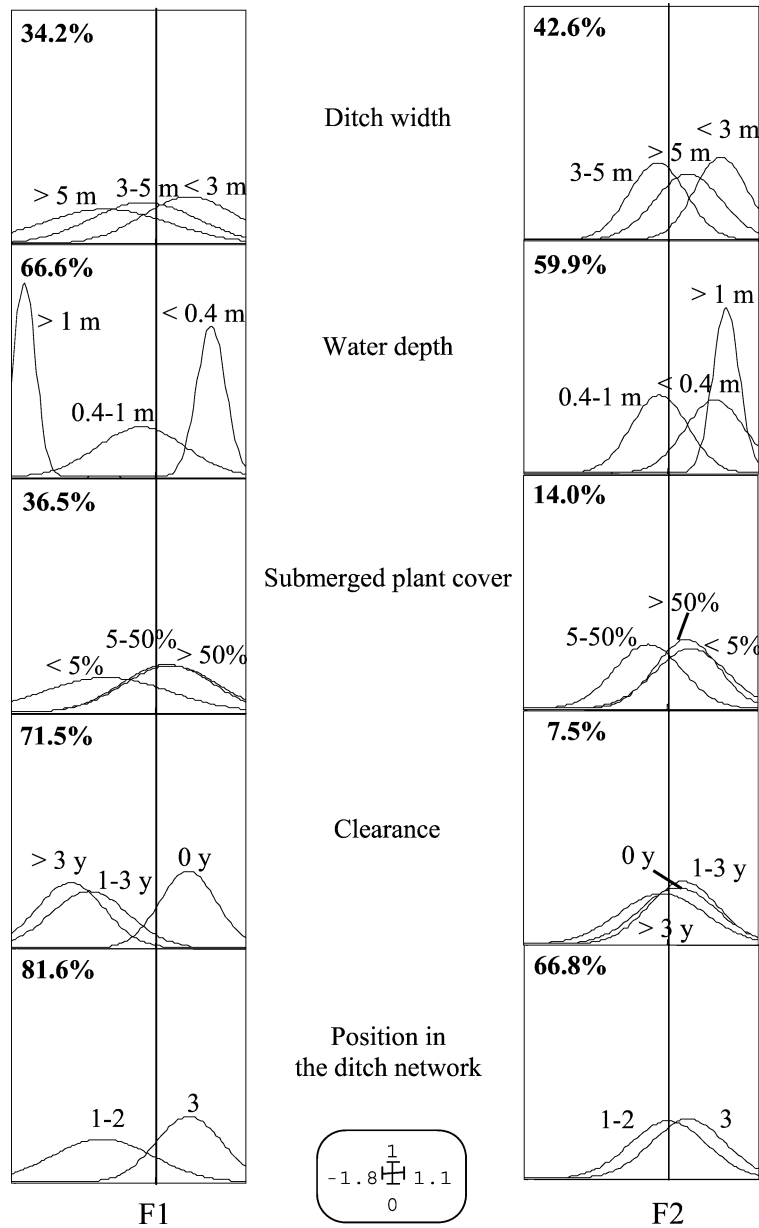 34.2%
> 5 m
3-5 m
< 3 m
Ditch width
42.6%
3-5 m
> 5 m
< 3 m
66.6%
> 1 m
0.4-1 m
< 0.4 m
Water depth
59.9%
0.4-1 m
< 0.4 m
> 1 m
36.5%
< 5%
5-50%
> 50%
Submerged plant cover
14.0%
5-50%
> 50%
< 5%
71.5%
> 3 y
1-3 y
0 y
Clearance
7.5%
0 y
1-3 y
> 3 y
81.6%
1-2
3
Position in
the ditch network
66.8%
1-2
3
1
-1.8 1.1
0
F1
F2